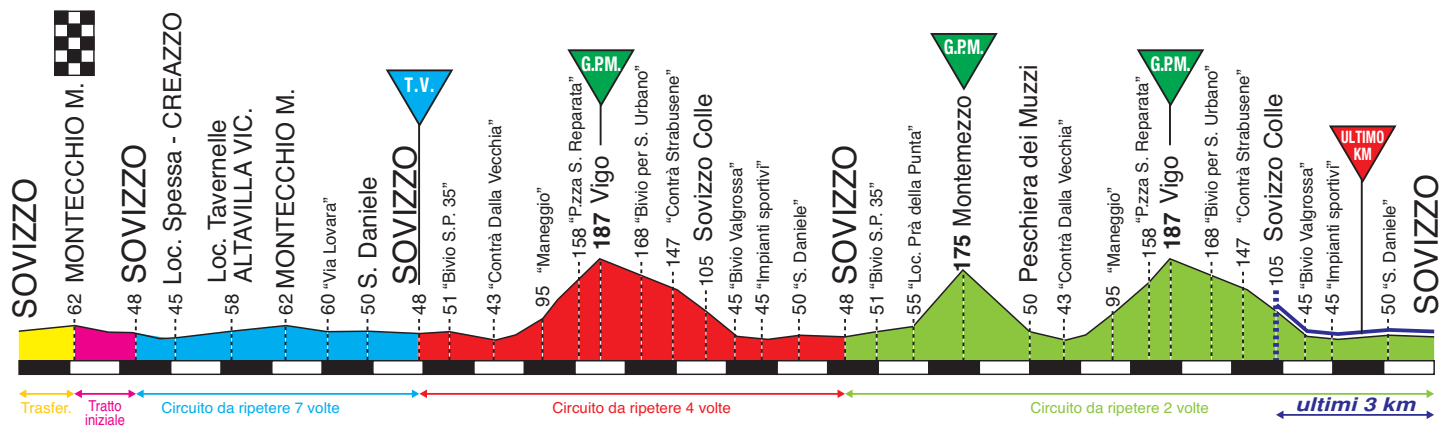 SOVIZZO
62 MONTECCHIO M.
48 SOVIZZO
45 Loc. Spessa - CREAZZO
58 Loc. Tavernelle
ALTAVILLA VIC.
62 MONTECCHIO M.
60 “Via Lovara”
50 S. Daniele
T.V.
48 SOVIZZO
51 “Bivio S.P. 35”
43 “Contrà Dalla Vecchia”
95 “Maneggio”
158 “P.zza S. Reparata”
G.P.M.
187 Vigo
168 “Bivio per S. Urbano”
147 “Contrà Strabusene”
105 Sovizzo Colle
45 “Bivio Valgrossa”
45 “Impianti sportivi”
50 “S. Daniele”
48 SOVIZZO
51 “Bivio S.P. 35”
55 “Loc. Prà della Punta”
G.P.M.
175 Montemezzo
50 Peschiera dei Muzzi
43 “Contrà Dalla Vecchia”
95 “Maneggio”
158 “P.zza S. Reparata”
G.P.M.
187 Vigo
168 “Bivio per S. Urbano”
147 “Contrà Strabusene”
105 Sovizzo Colle
45 “Bivio Valgrossa”
45 “Impianti sportivi”
ULTIMO
KM
50 “S. Daniele”
SOVIZZO
Trasfer.
Tratto
iniziale
Circuito da ripetere 7 volte
Circuito da ripetere 4 volte
Circuito da ripetere 2 volte
ultimi 3 km